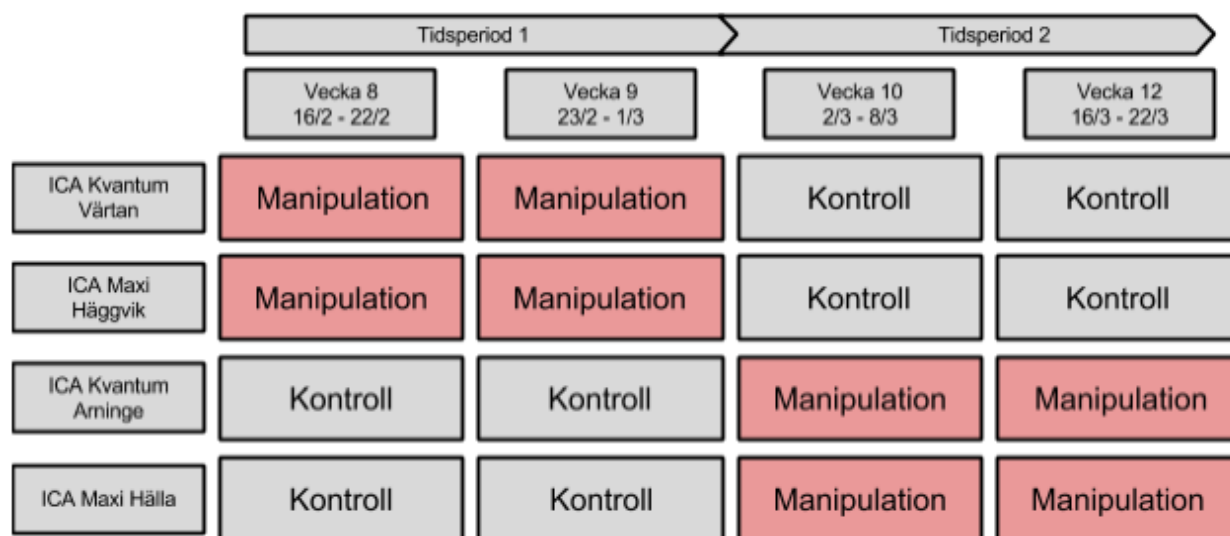 Tidsperiod 1
Tidsperiod 2
Vecka 8
16/2 - 22/2
Vecka 9
23/2 - 1/3
Vecka 10
2/3 - 8/3
Vecka 12
16/3 - 22/3
ICA Kvantum
Värtan
Manipulation
Manipulation
Kontroll
Kontroll
ICA Maxi
Häggvik
Manipulation
Manipulation
Kontroll
Kontroll
ICA Kvantum
Arninge
Kontroll
Kontroll
Manipulation
Manipulation
ICA Maxi Hälla
Kontroll
Kontroll
Manipulation
Manipulation